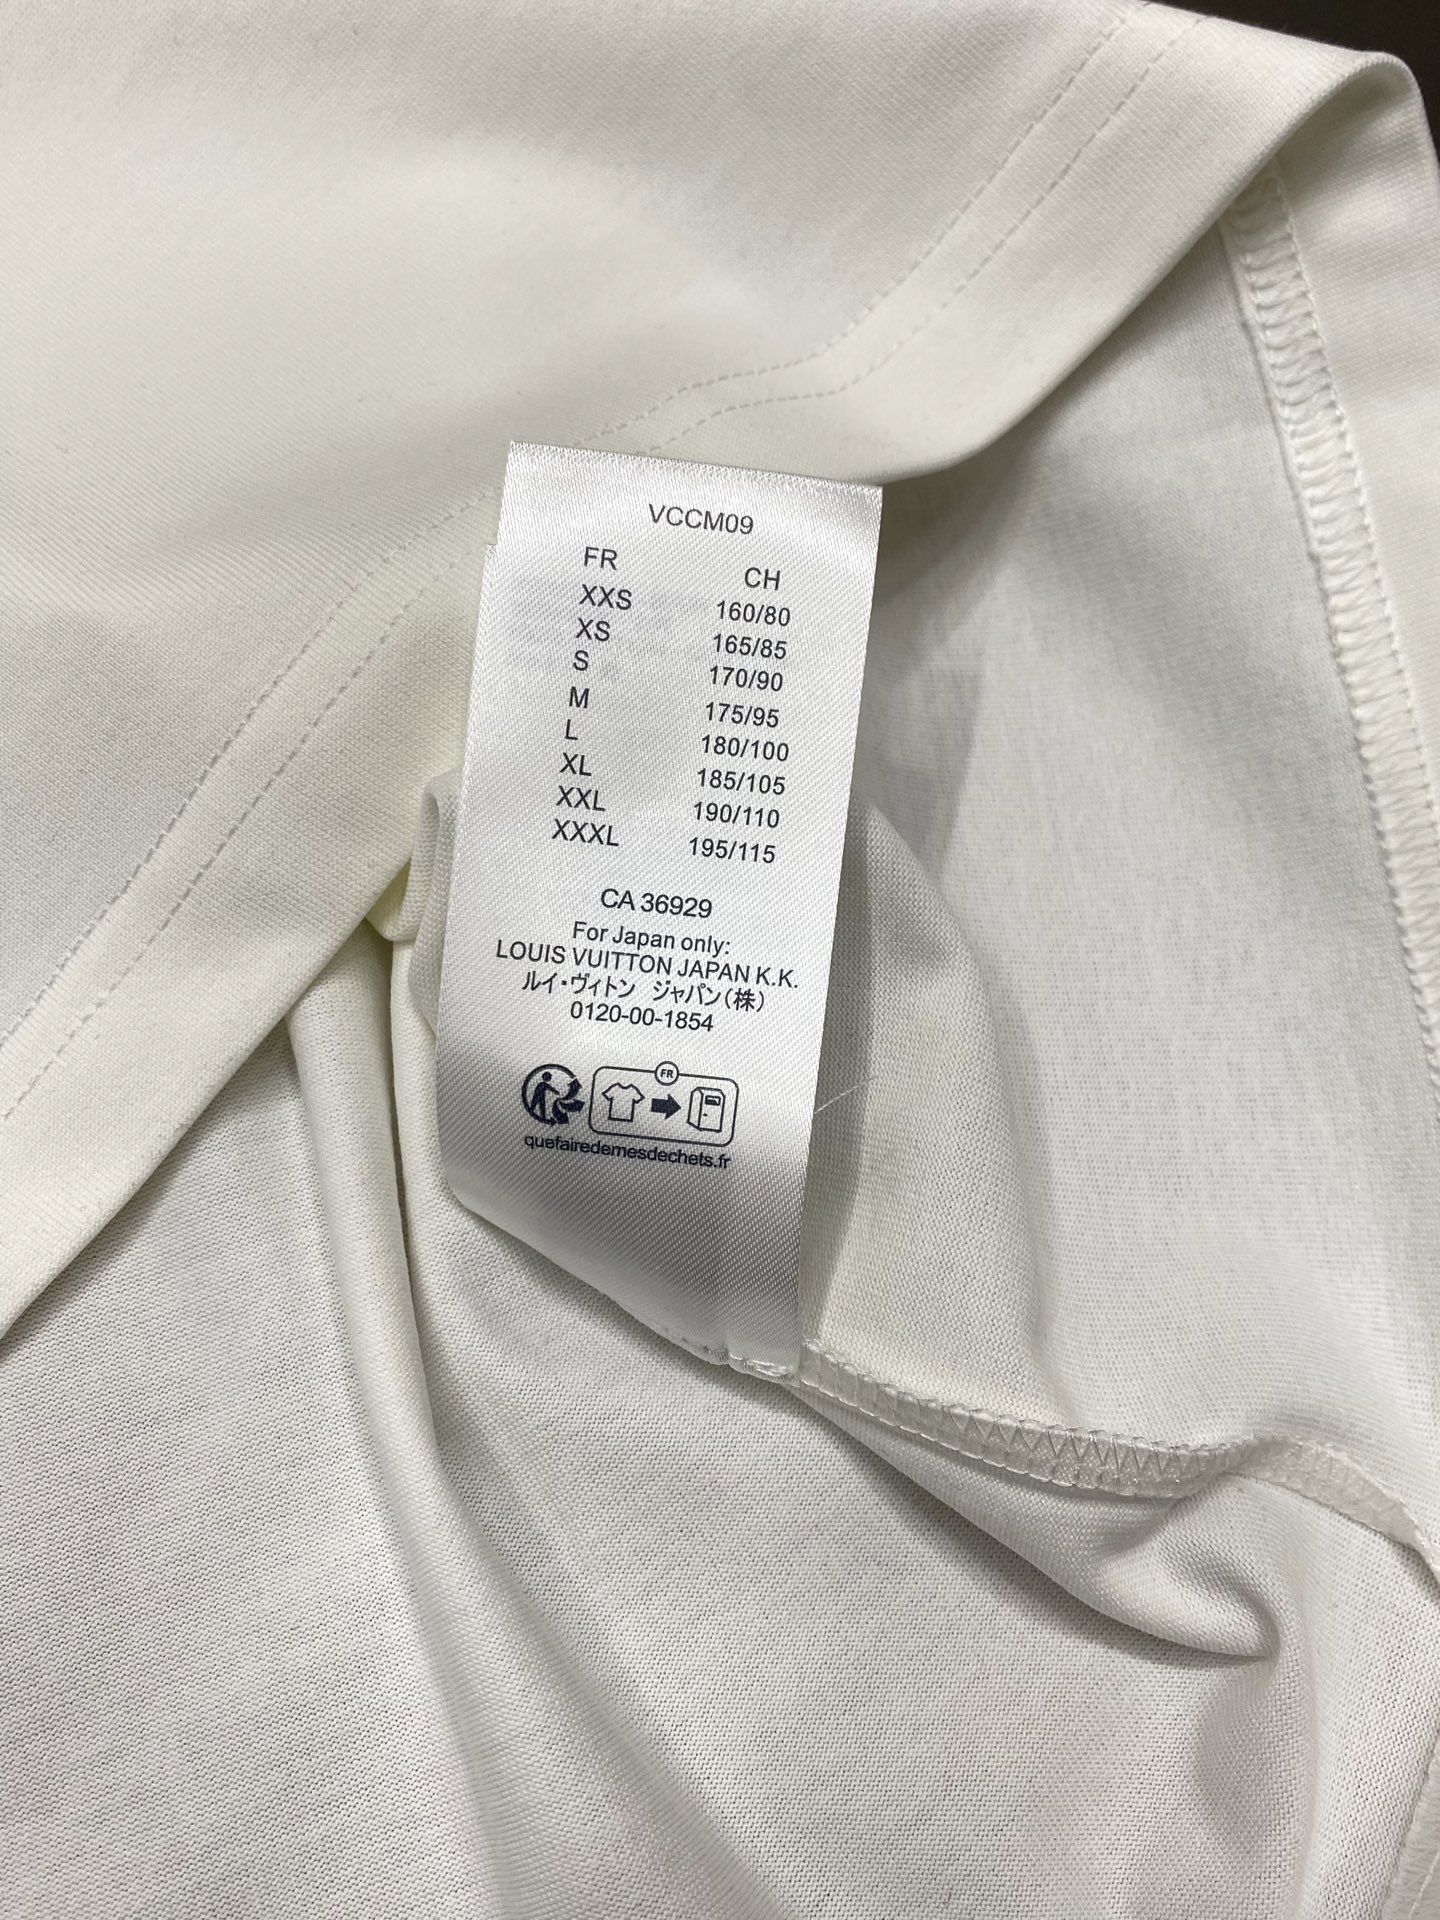 VCCM09
FR CH
XXS 160/80
XS 165/85
S 170/90
M 175/95
L 180/100
XL 185/105
XXL 190/110
XXXL 195/115
CA 36929
For Japan only:
LOUIS VUITTON JAPAN K.K.
ルイ・ヴィトン ジャパン(株)
0120-00-1854
FR
quefairedemesdechets.fr